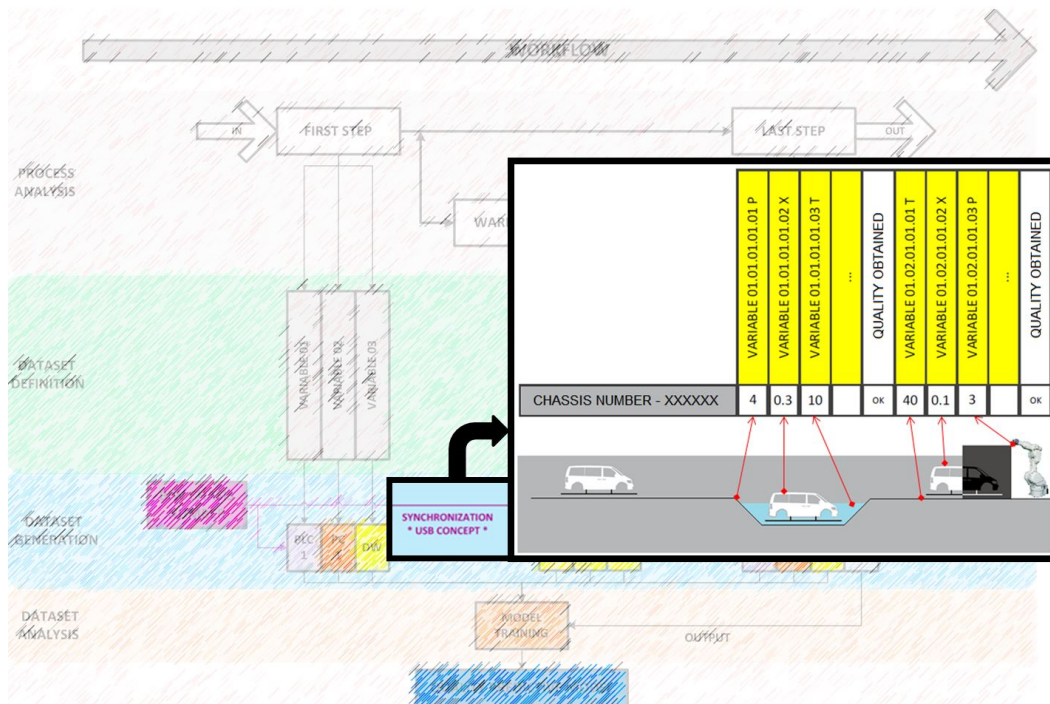 WORKFLOW
IN
FIRST STEP
LAST STEP
OUT
PROCESS
ANALYSIS
VARIABLE 01.01.01.01.01 P
VARIABLE 01.01.01.01.02 X
VARIABLE 01.01.01.01.03 T
...
QUALITY OBTAINED
VARIABLE 01.02.01.01.01 T
VARIABLE 01.02.01.01.02 X
VARIABLE 01.02.01.01.03 P
...
QUALITY OBTAINED
CHASSIS NUMBER - XXXXXX 4 0.3 10 OK 40 0.1 3 OK
DATASET
DEFINITION
VARIABLE 01
VARIABLE 02
VARIABLE 03
SYNCHRONIZATION
* USB CONCEPT *
DATASET
GENERATION
PLC
1
PC
DW
DATASET
ANALYSIS
MODEL
TRAINING
OUTPUT